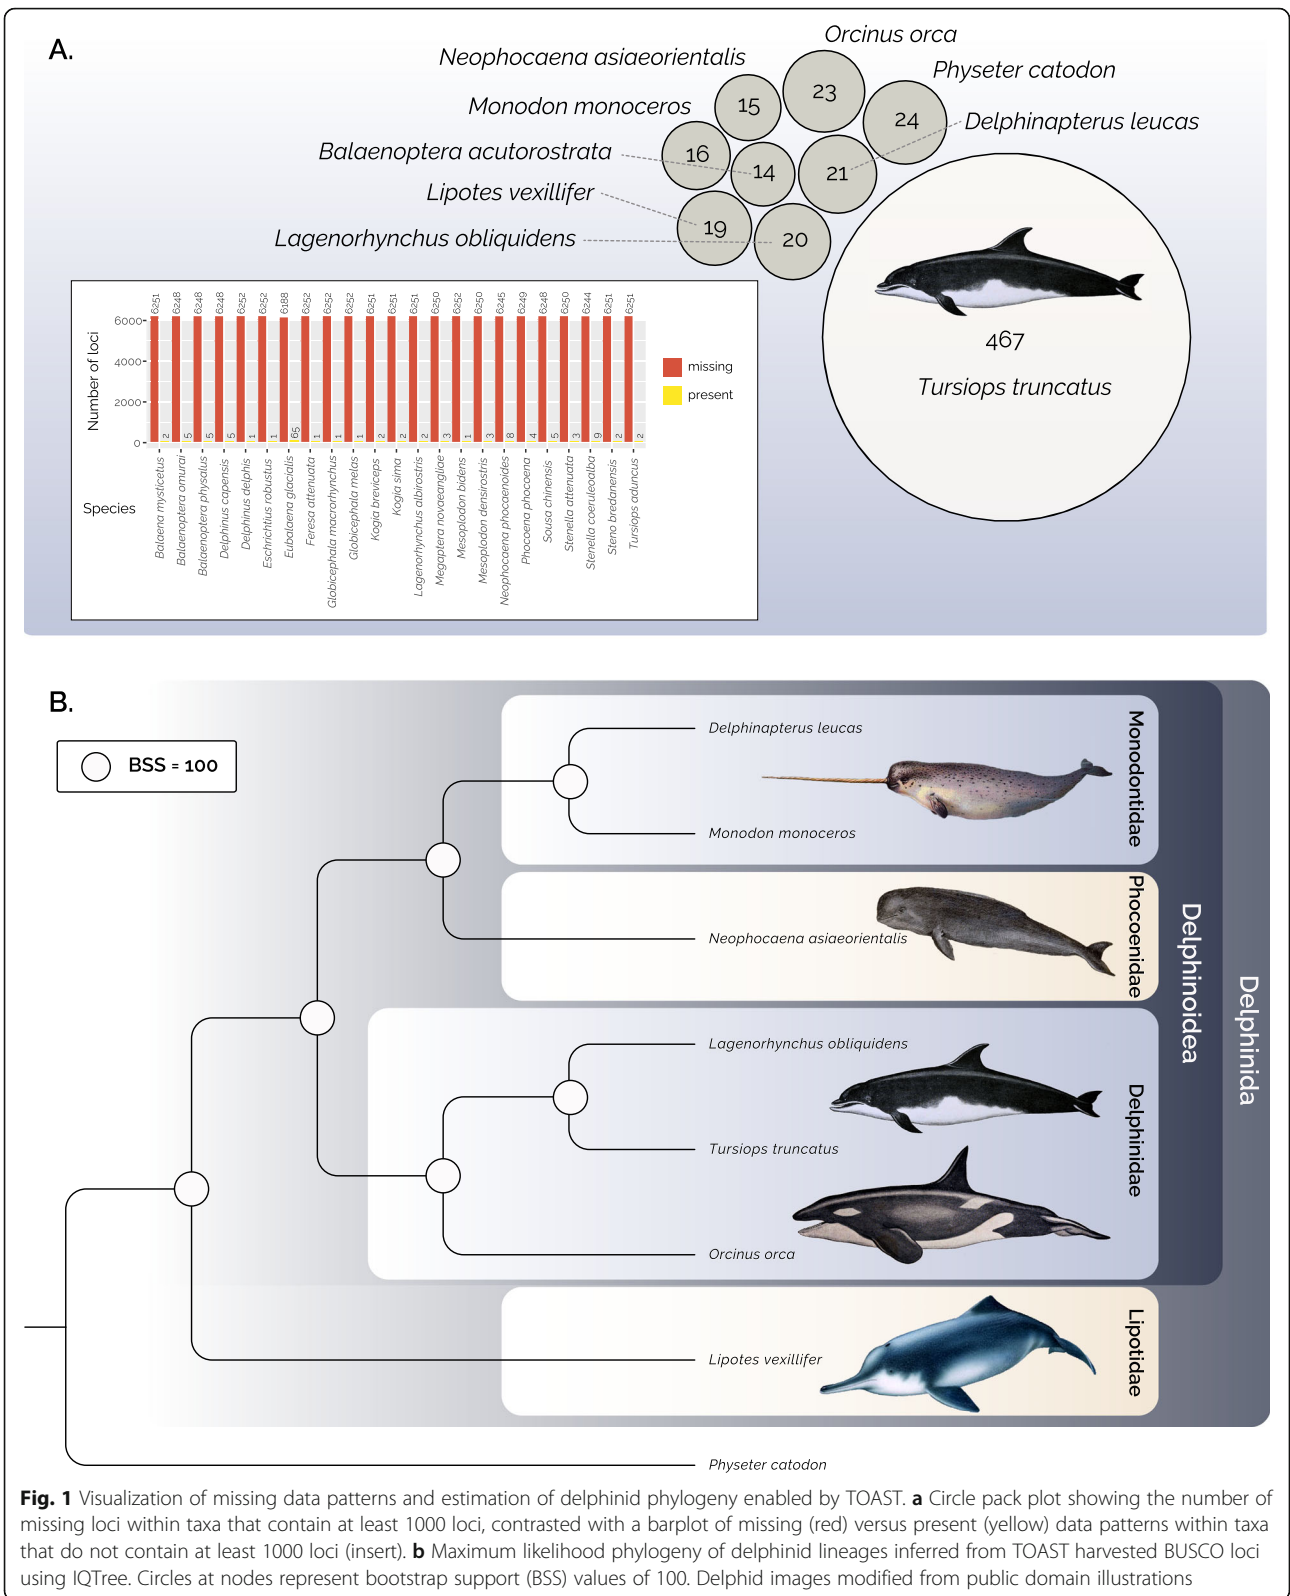 A.
Orcinus orca
Neophocaena asiaeorientalis
Physeter catodon
Monodon monoceros
Delphinapterus leucas
Balaenoptera acutorostrata
Lipotes vexillifer
Lagenorhynchus obliquidens
15
23
24
16
14
21
19
20
467
Tursiops truncatus
6251 6248 6248 6248 6252 6252 6188 6252 6252 6252 6251 6251 6251 6250 6252 6250 6245 6249 6248 6250 6244 6251 6251
Number of loci
6000
4000
2000
0
2 5 5 5 1 1 65 1 1 1 2 2 2 3 1 3 8 4 5 3 9 2 2
missing
present
Species
Balaena mysticetus
Balaenoptera omurai
Balaenoptera physalus
Delphinus capensis
Delphinus delphis
Eschrichtius robustus
Eubalaena glacialis
Feresa attenuata
Globicephala macrorhynchus
Globicephala melas
Kogia breviceps
Kogia sima
Lagenorhynchus albirostris
Megaptera novaeangliae
Mesoplodon bidens
Mesoplodon densirostris
Neophocaena phocaenoides
Phocoena phocoena
Sousa chinensis
Stenella attenuata
Stenella coeruleoalba
Steno bredanensis
Tursiops aduncus
B.
BSS = 100
Delphinapterus leucas
Monodon monoceros
Monodontidae
Neophocaena asiaeorientalis
Phocoenidae
Lagenorhynchus obliquidens
Tursiops truncatus
Orcinus orca
Delphinidae
Delphinoidea
Delphinida
Lipotes vexillifer
Lipotidae
Physeter catodon
Fig. 1 Visualization of missing data patterns and estimation of delphinid phylogeny enabled by TOAST. a Circle pack plot showing the number of
missing loci within taxa that contain at least 1000 loci, contrasted with a barplot of missing (red) versus present (yellow) data patterns within taxa
that do not contain at least 1000 loci (insert). b Maximum likelihood phylogeny of delphinid lineages inferred from TOAST harvested BUSCO loci
using IQTree. Circles at nodes represent bootstrap support (BSS) values of 100. Delphid images modified from public domain illustrations